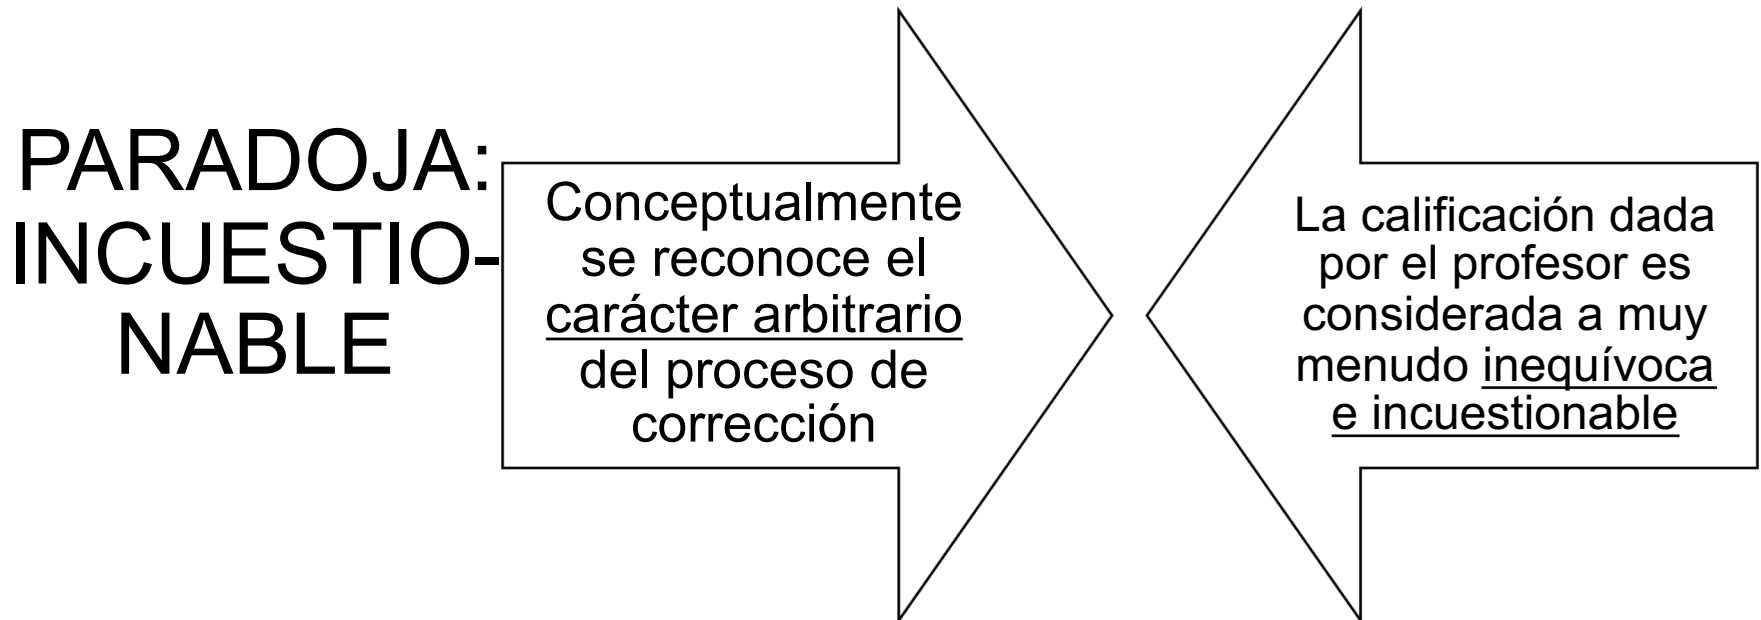 PARADOJA:
INCUESTIO-
NABLE
Conceptualmente
se reconoce el
carácter arbitrario
del proceso de
corrección
La calificación dada
por el profesor es
considerada a muy
menudo inequívoca
e incuestionable